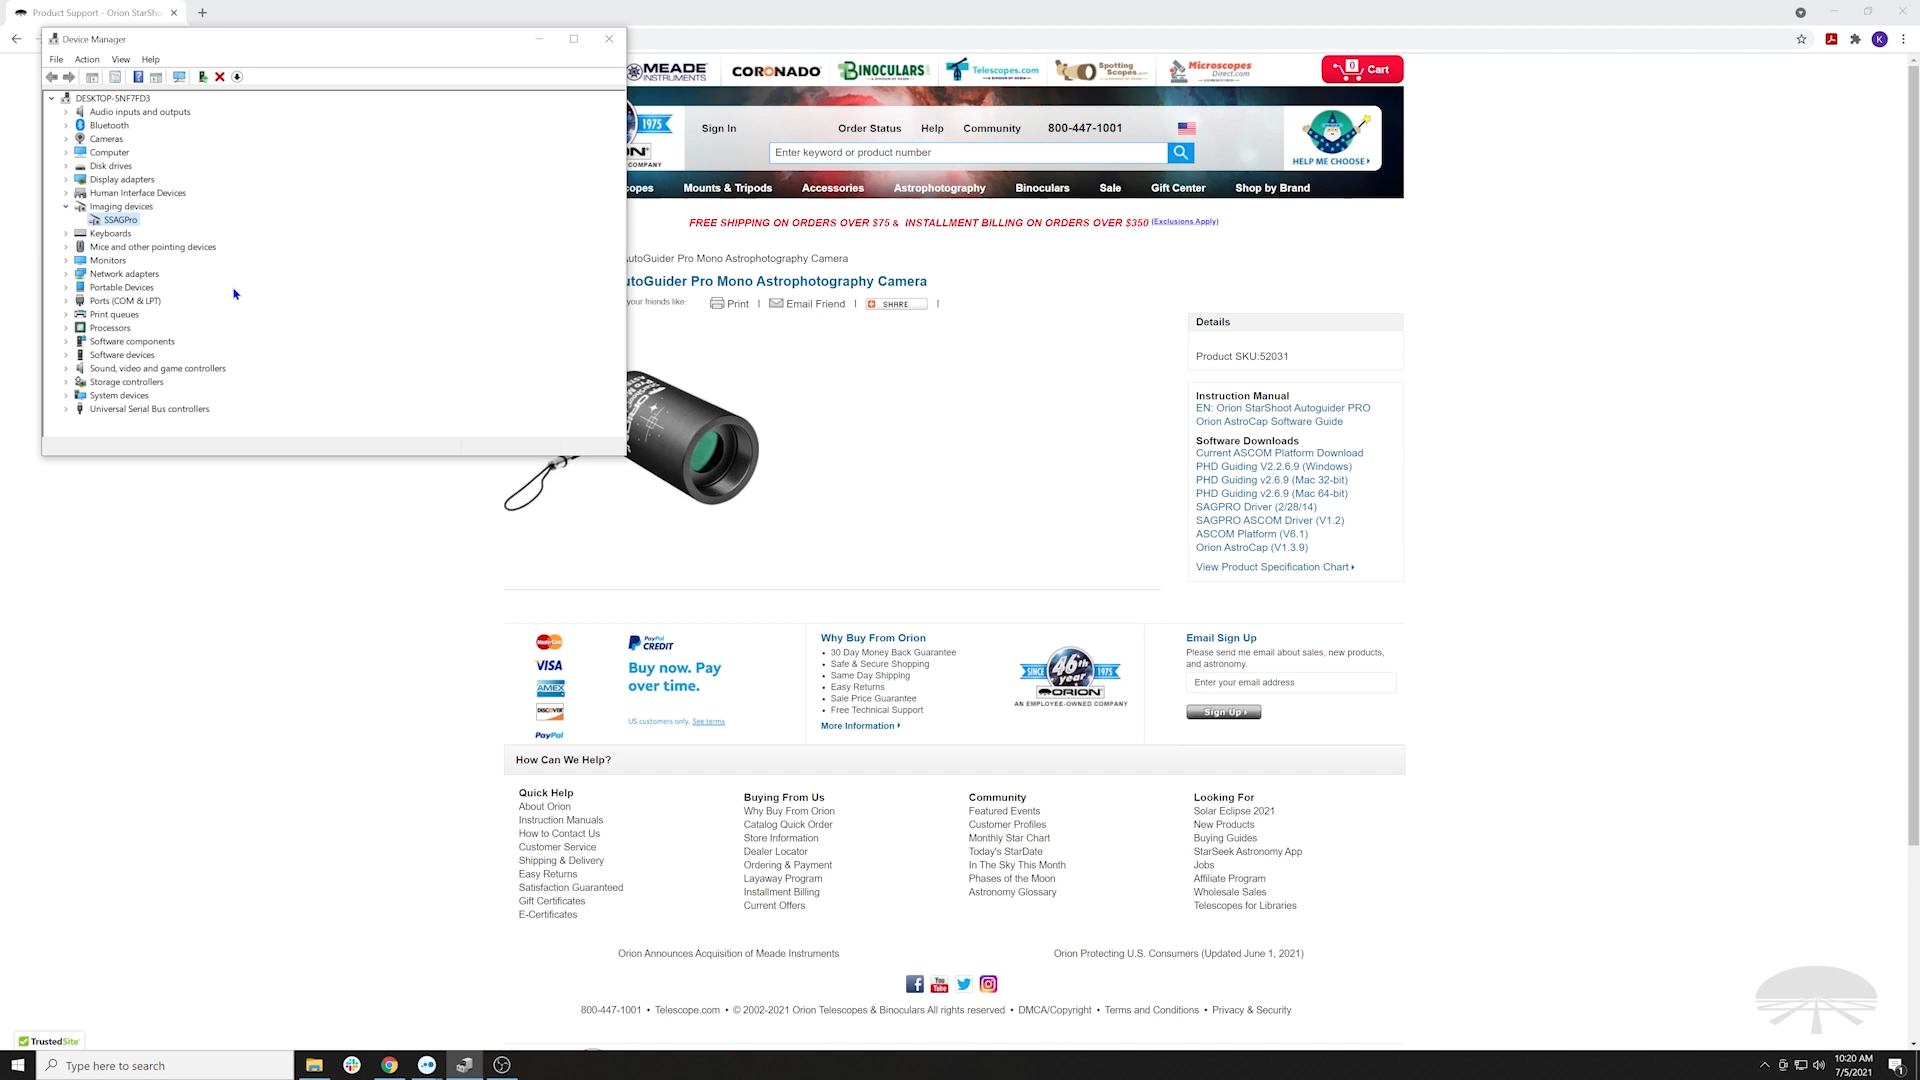 Product Support - Orion StarSho
Device Manager
File Action View Help
DESKTOP-5NF7FD3
Audio inputs and outputs
Bluetooth
Cameras
Computer
Disk drives
Display adapters
Human Interface Devices
Imaging devices
SSAGPro
Keyboards
Mice and other pointing devices
Monitors
Network adapters
Portable Devices
Ports (COM & LPT)
Print queues
Processors
Software components
Software devices
Sound, video and game controllers
Storage controllers
System devices
Universal Serial Bus controllers
K
MEADE INSTRUMENTS
CORONADO
BINOCULARS
Telescopes.com
Spotting Scopes
Microscopes Direct.com
0 Cart
1975
COMPANY
Sign In
Order Status Help Community 800-447-1001
Enter keyword or product number
HELP ME CHOOSE
copes Mounts & Tripods Accessories Astrophotography Binoculars Sale Gift Center Shop by Brand
FREE SHIPPING ON ORDERS OVER $75 & INSTALLMENT BILLING ON ORDERS OVER $350 (Exclusions Apply)
utoGuider Pro Mono Astrophotography Camera
utoGuider Pro Mono Astrophotography Camera
your friends like.
Print | Email Friend | SHARE |
ORION
Details
Product SKU:52031
Instruction Manual
EN: Orion StarShoot Autoguider PRO
Orion AstroCap Software Guide
Software Downloads
Current ASCOM Platform Download
PHD Guiding V2.2.6.9 (Windows)
PHD Guiding v2.6.9 (Mac 32-bit)
PHD Guiding v2.6.9 (Mac 64-bit)
SAGPRO Driver (2/28/14)
SAGPRO ASCOM Driver (V1.2)
ASCOM Platform (V6.1)
Orion AstroCap (V1.3.9)
View Product Specification Chart
MasterCard
VISA
AMEX
DISCOVER
PayPal
PayPal CREDIT
Buy now. Pay
over time.
US customers only. See terms
Why Buy From Orion
30 Day Money Back Guarantee
Safe & Secure Shopping
Same Day Shipping
Easy Returns
Sale Price Guarantee
Free Technical Support
More Information
SINCE 46th year 1975
ORION
AN EMPLOYEE-OWNED COMPANY
Email Sign Up
Please send me email about sales, new products,
and astronomy.
Enter your email address
Sign Up
How Can We Help?
Quick Help
About Orion
Instruction Manuals
How to Contact Us
Customer Service
Shipping & Delivery
Easy Returns
Satisfaction Guaranteed
Gift Certificates
E-Certificates
Buying From Us
Why Buy From Orion
Catalog Quick Order
Store Information
Dealer Locator
Ordering & Payment
Layaway Program
Installment Billing
Current Offers
Community
Featured Events
Customer Profiles
Monthly Star Chart
Today's StarDate
In The Sky This Month
Phases of the Moon
Astronomy Glossary
Looking For
Solar Eclipse 2021
New Products
Buying Guides
StarSeek Astronomy App
Jobs
Affiliate Program
Wholesale Sales
Telescopes for Libraries
Orion Announces Acquisition of Meade Instruments
Orion Protecting U.S. Consumers (Updated June 1, 2021)
You Tube
800-447-1001 • Telescope.com • © 2002-2021 Orion Telescopes & Binoculars All rights reserved • DMCA/Copyright • Terms and Conditions • Privacy & Security
TrustedSite
Type here to search
10:20 AM
7/5/2021
1